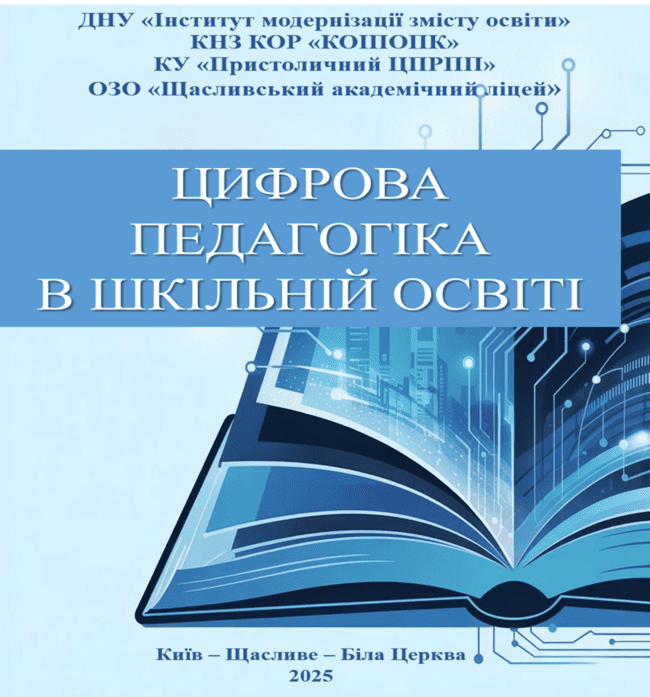 ДНУ «Інститут модернізації змісту освіти»
КНЗ КОР «КОІПОПК»
КУ «Пристоличний ЦПРПП»
ОЗО «Щасливський академічний ліцей»
ЦИФРОВА
ПЕДАГОГІКА
В ШКІЛЬНІЙ ОСВІТІ
Київ – Щасливе – Біла Церква
2025